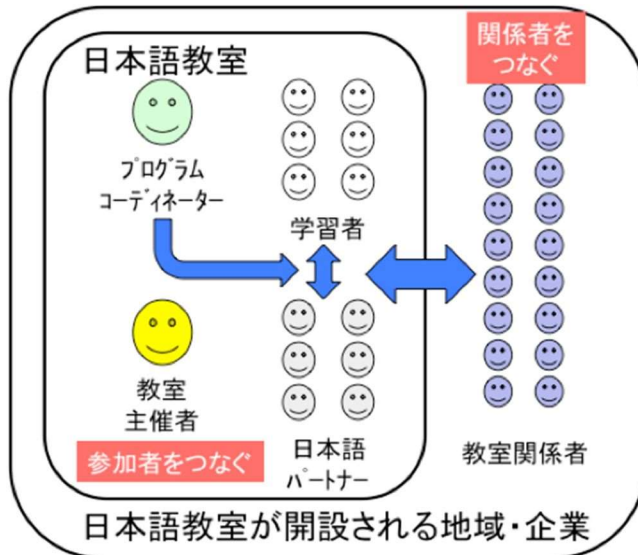 日本語教室
関係者を
つなぐ
プログラム
コーディネーター
学習者
教室
主催者
参加者をつなぐ
日本語
パートナー
教室関係者
日本語教室が開設される地域・企業